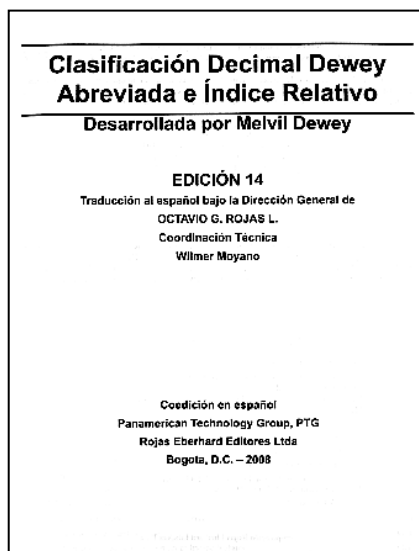 Clasificación Decimal Dewey
Abreviada e Índice Relativo
Desarrollada por Melvil Dewey
EDICIÓN 14
Traducción al español bajo la Dirección General de
OCTAVIO G. ROJAS L.
Coordinación Técnica
Wilmer Moyano
Coedición en español
Panamerican Technology Group, PTG
Rojas Eberhard Editores Ltda
Bogota, D.C. – 2008